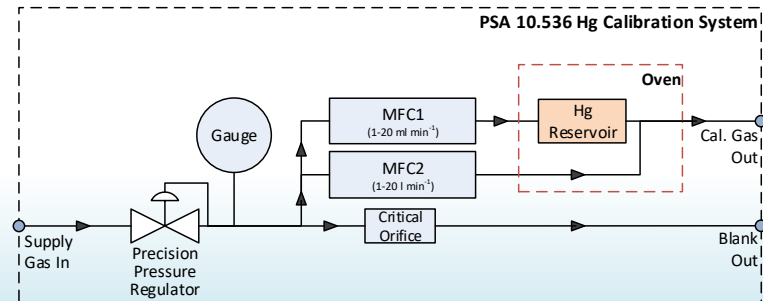 PSA 10.536 Hg Calibration System
Oven
Gauge
MFC1
(1-20 ml min⁻¹)
Hg
Reservoir
Cal. Gas
Out
MFC2
(1-20 l min⁻¹)
Supply
Gas In
Precision
Pressure
Regulator
Critical
Orifice
Blank
Out